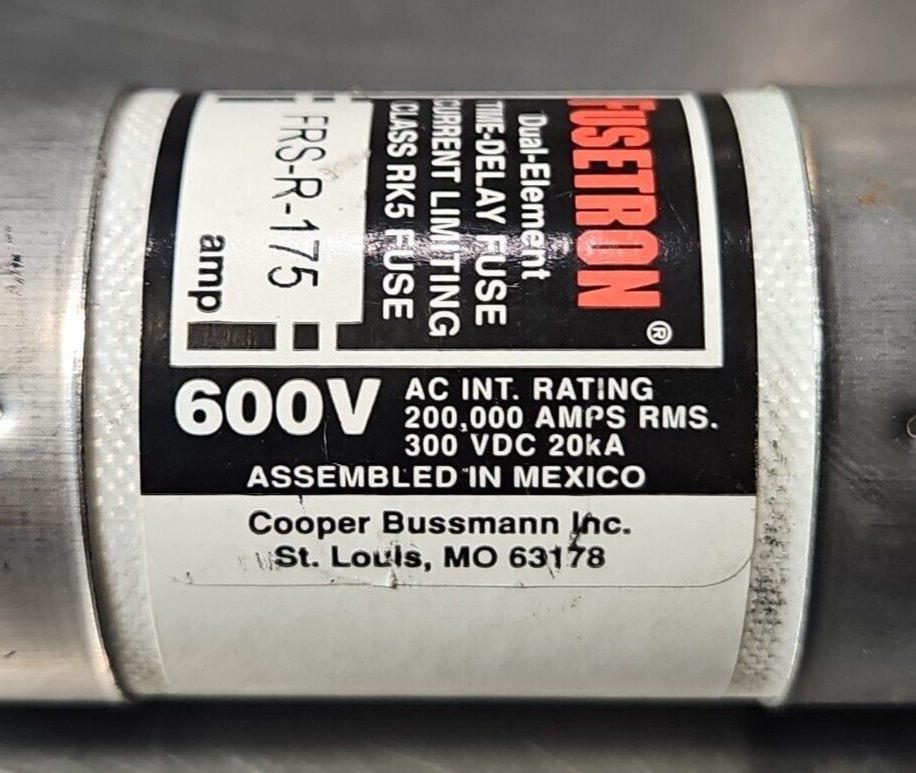 FUSETRON®
Dual-Element
TIME-DELAY FUSE
CURRENT LIMITING
CLASS RK5 FUSE
FRS-R-175
amp
600V
AC INT. RATING
200,000 AMPS RMS.
300 VDC 20kA
ASSEMBLED IN MEXICO
Cooper Bussmann Inc.
St. Louis, MO 63178